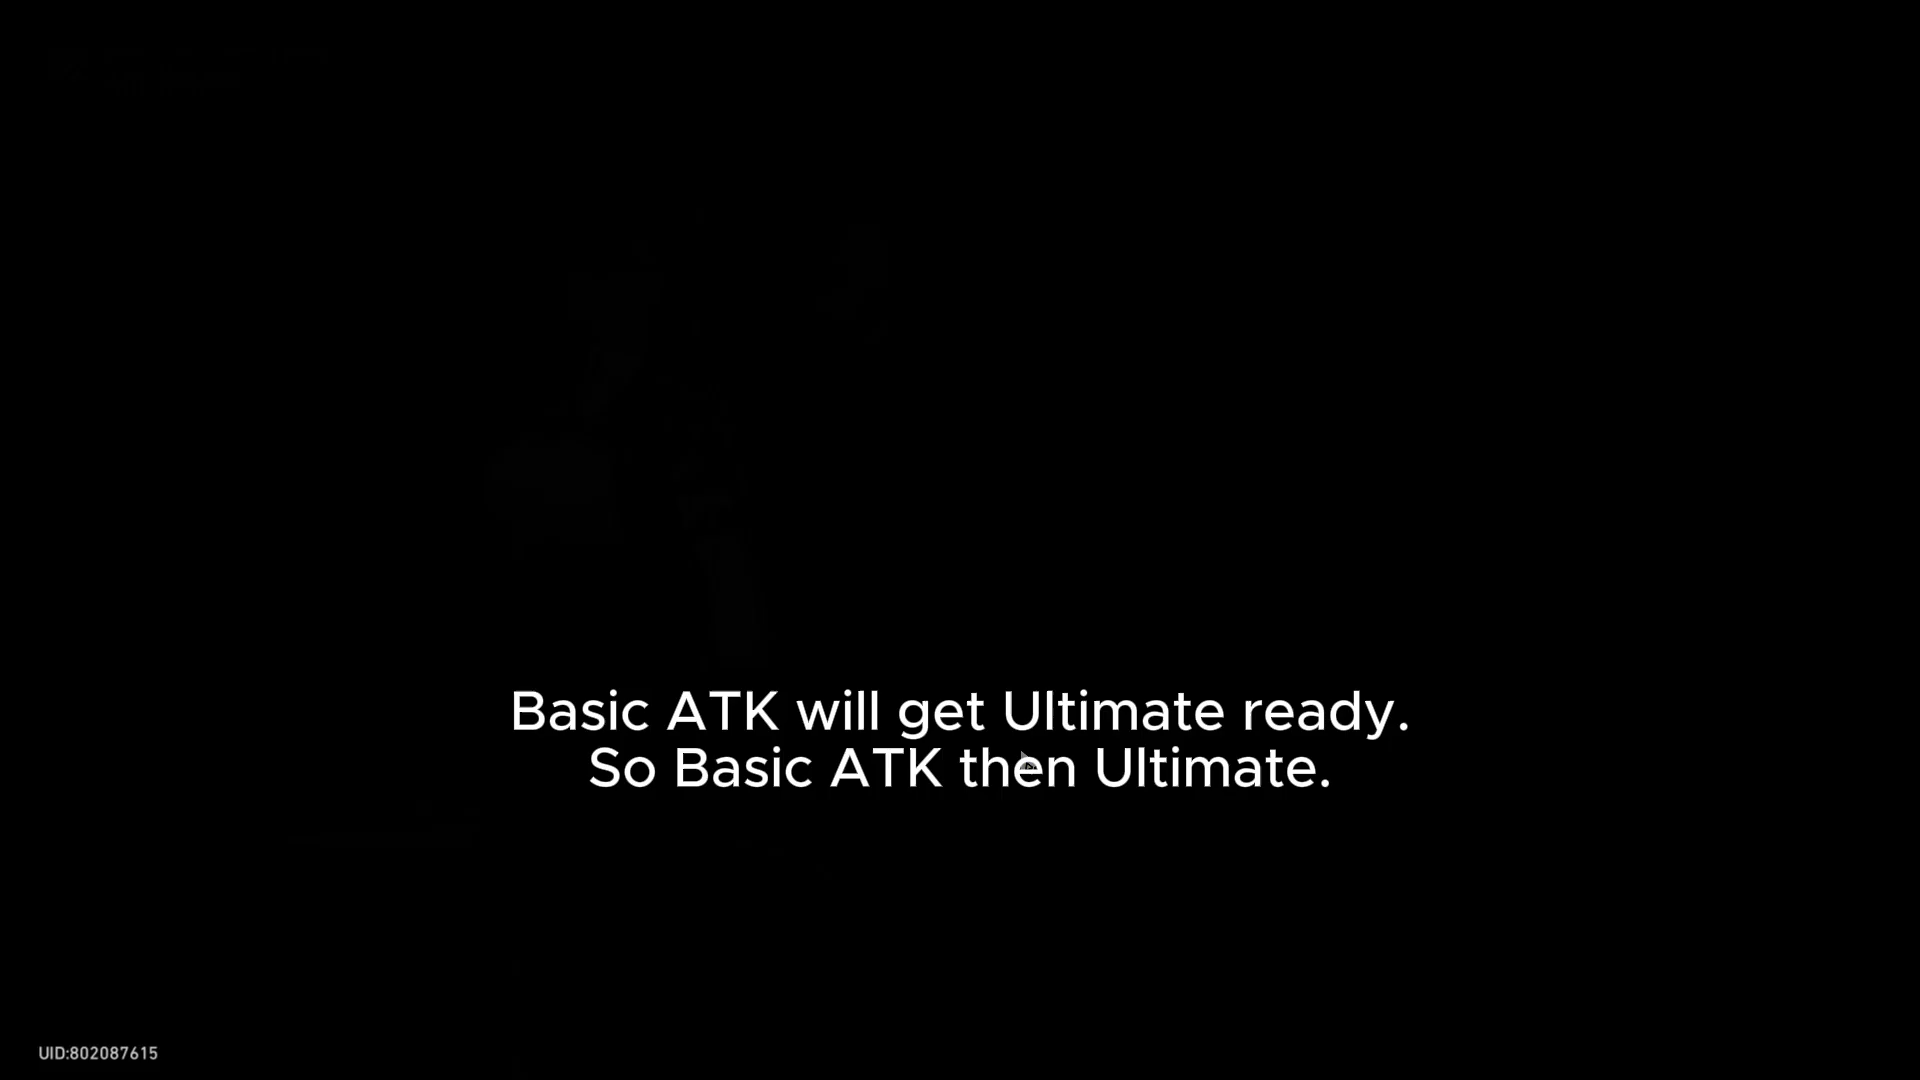 Basic ATK will get Ultimate ready.
So Basic ATK then Ultimate.
UID:802087615